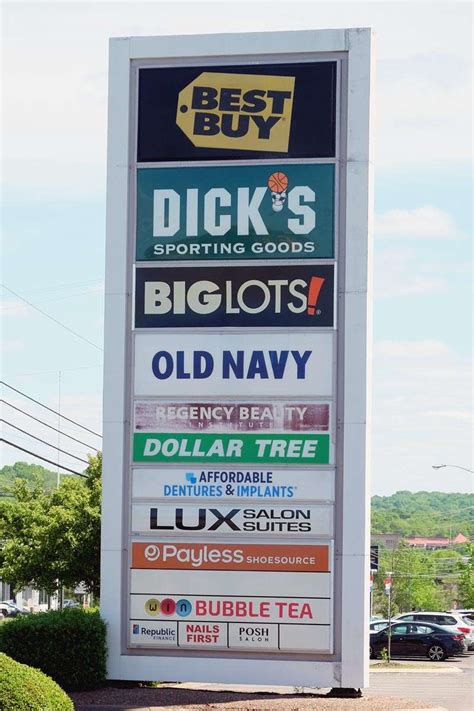 BEST
BUY
DICK'S
SPORTING GOODS
BIG LOTS!
OLD NAVY
REGENCY BEAUTY
INSTITUTE
DOLLAR TREE
AFFORDABLE
DENTURES & IMPLANTS
LUX SALON
SUITES
Payless SHOESOURCE
win BUBBLE TEA
Republic
FINANCE
NAILS
FIRST
POSH
SALON